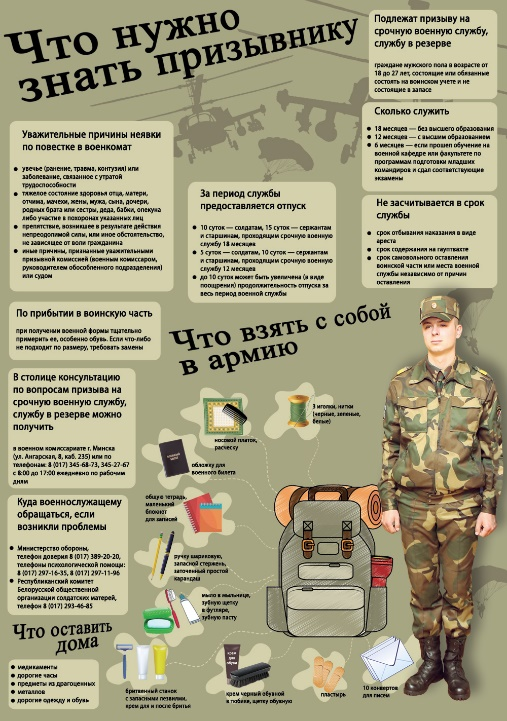 Что нужно
знать призывнику
Подлежат призыву на
срочную военную службу,
службу в резерве
граждане мужского пола в возрасте от
18 до 27 лет, состоящие или обязанные
состоять на воинском учете и не
состоящие в запасе
Сколько служить
18 месяцев — без высшего образования
12 месяцев — с высшим образованием
6 месяцев — если прошел обучение на
военной кафедре или факультете по
программам подготовки младших
командиров и сдал соответствующие
экзамены
Уважительные причины неявки
по повестке в военкомат
увечье (ранение, травма, контузия) или
заболевание, связанное с утратой
трудоспособности
тяжелое состояние здоровья отца, матери,
отчима, мачехи, жены, мужа, сына, дочери,
родных брата или сестры, деда, бабки, опекуна
либо участие в похоронах указанных лиц
препятствие, возникшее в результате действия
непреодолимой силы, или иное обстоятельство,
не зависящее от воли гражданина
иные причины, признанные уважительными
призывной комиссией (военным комиссаром,
руководителем обособленного подразделения)
или судом
За период службы
предоставляется отпуск
10 суток — солдатам, 15 суток — сержантам
и старшинам, проходящим срочную военную
службу 18 месяцев
5 суток — солдатам, 10 суток — сержантам
и старшинам, проходящим срочную военную
службу 12 месяцев
до 10 суток может быть увеличена (в виде
поощрения) продолжительность отпуска за
весь период военной службы
Не засчитывается в срок
службы
срок отбывания наказания в виде
ареста
срок содержания на гауптвахте
срок самовольного оставления
воинской части или места военной
службы независимо от причин
оставления
По прибытии в воинскую часть
при получении военной формы тщательно
примерить ее, особенно обувь. Если что-либо
не подходит по размеру, требовать замены
В столице консультацию
по вопросам призыва на
срочную военную службу,
службу в резерве можно
получить
в военном комиссариате г. Минска
(ул. Ангарская, 8, каб. 235) или по
телефонам: 8 (017) 345-68-73, 345-27-67
с 8:00 до 17:00 ежедневно по рабочим
дням
Куда военнослужащему
обращаться, если
возникли проблемы
Министерство обороны,
телефон доверия 8 (017) 389-20-20,
телефоны психологической помощи:
8 (017) 297-16-35, 8 (017) 297-11-96
Республиканский комитет
Белорусской общественной
организации солдатских матерей,
телефон 8 (017) 293-46-85
Что оставить
дома
медикаменты
дорогие часы
предметы из драгоценных
металлов
дорогие одежду и обувь
Что взять с собой
в армию
носовой платок,
расческу
3 иголки, нитки
(черные, зеленые,
белые)
обложку для
военного билета
общую тетрадь,
маленький
блокнот
для записей
ручку шариковую,
запасной стержень,
заточенный простой
карандаш
мыло в мыльнице,
зубную щетку
в футляре,
зубную пасту
бритвенный станок
с запасными лезвиями,
крем для и после бритья
КРЕМ
ДЛЯ
ОБУВИ
крем черный обувной
в тюбике, щетку обувную
пластырь
10 конвертов
для писем